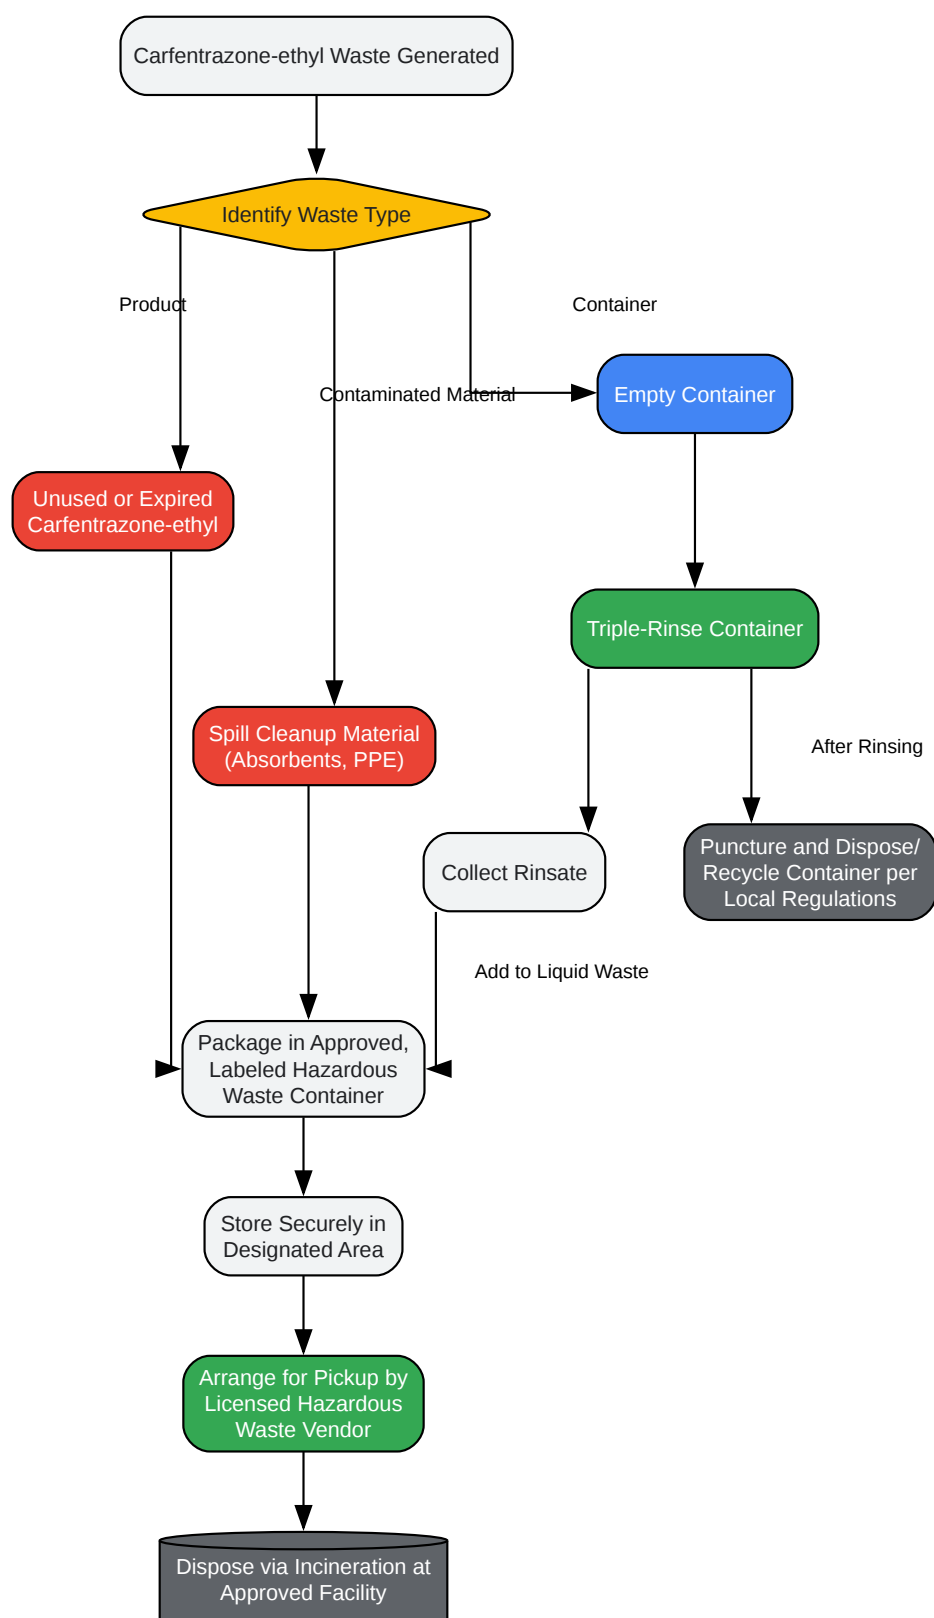 Carfentrazone-ethyl Waste Generated
Identify Waste Type
Product
Container
Contaminated Material
Empty Container
Unused or Expired
Carfentrazone-ethyl
Triple-Rinse Container
Spill Cleanup Material
(Absorbents, PPE)
After Rinsing
Collect Rinsate
Puncture and Dispose/
Recycle Container per
Local Regulations
Add to Liquid Waste
Package in Approved,
Labeled Hazardous
Waste Container
Store Securely in
Designated Area
Arrange for Pickup by
Licensed Hazardous
Waste Vendor
Dispose via Incineration at
Approved Facility